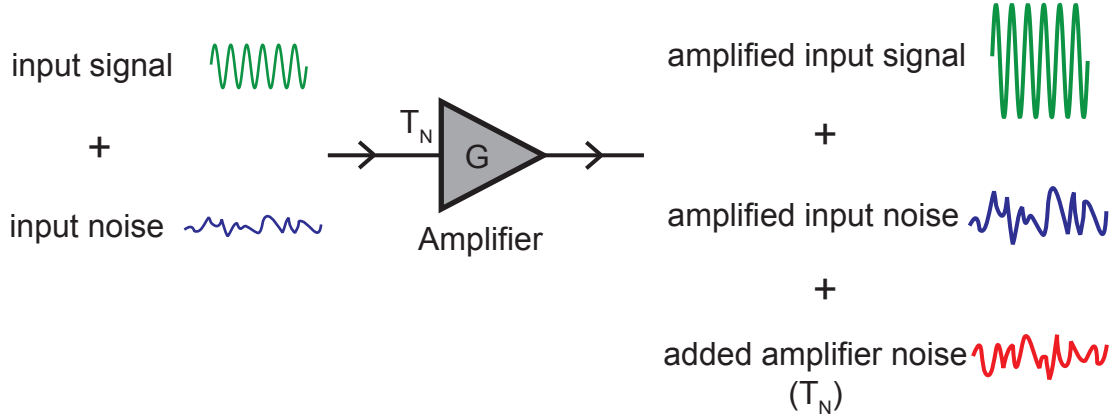 input signal
+
input noise
T_N
G
Amplifier
amplified input signal
+
amplified input noise
+
added amplifier noise
(T_N)